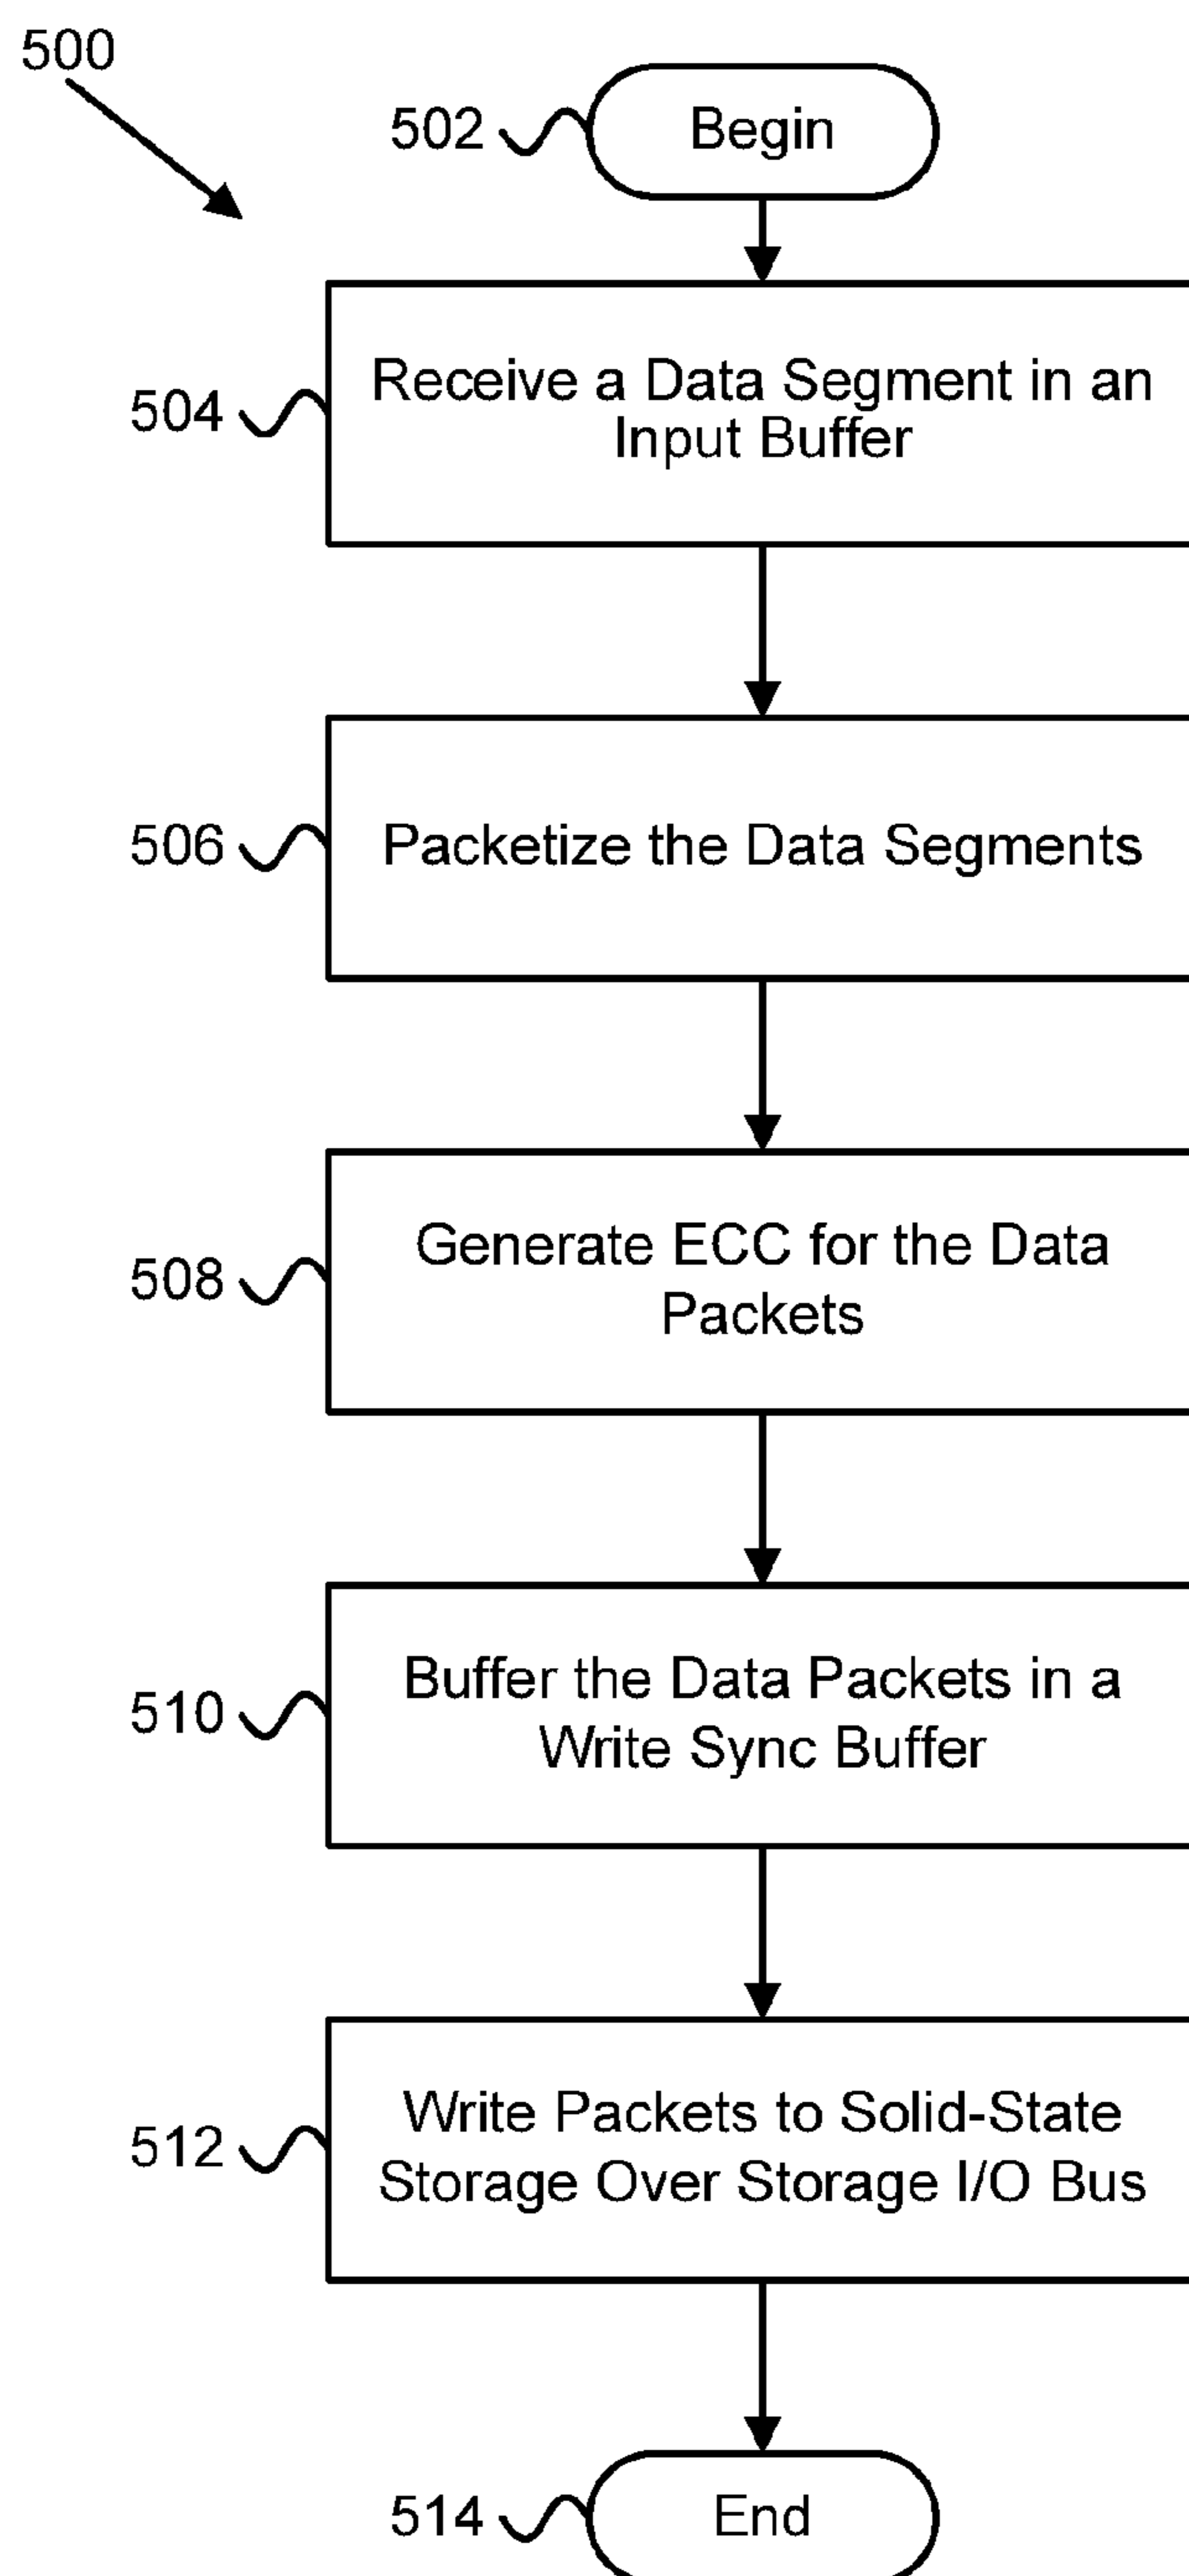 500
502 Begin
504 Receive a Data Segment in an
Input Buffer
506 Packetize the Data Segments
508 Generate ECC for the Data
Packets
510 Buffer the Data Packets in a
Write Sync Buffer
512 Write Packets to Solid-State
Storage Over Storage I/O Bus
514 End